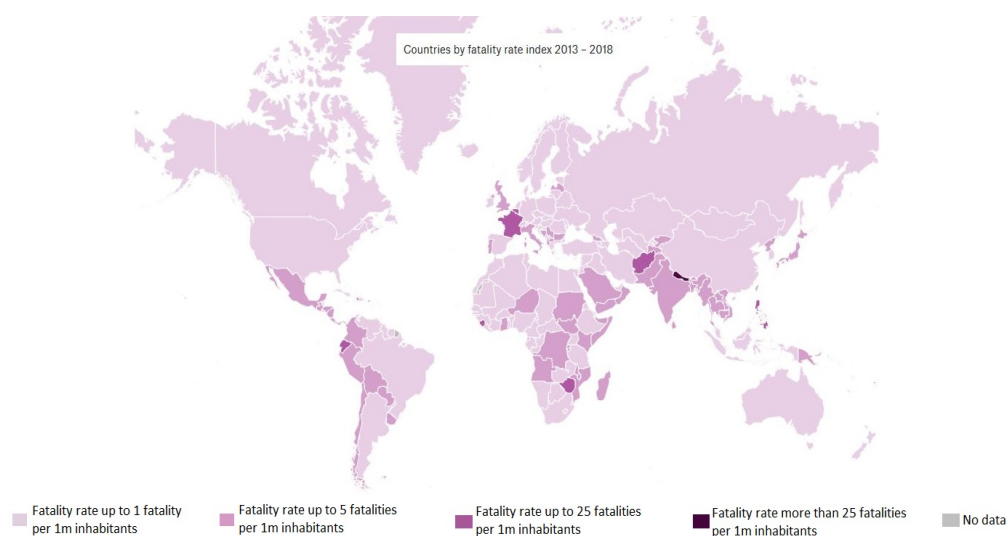 Countries by fatality rate index 2013 – 2018
Fatality rate up to 1 fatality
per 1m inhabitants
Fatality rate up to 5 fatalities
per 1m inhabitants
Fatality rate up to 25 fatalities
per 1m inhabitants
Fatality rate more than 25 fatalities
per 1m inhabitants
No data